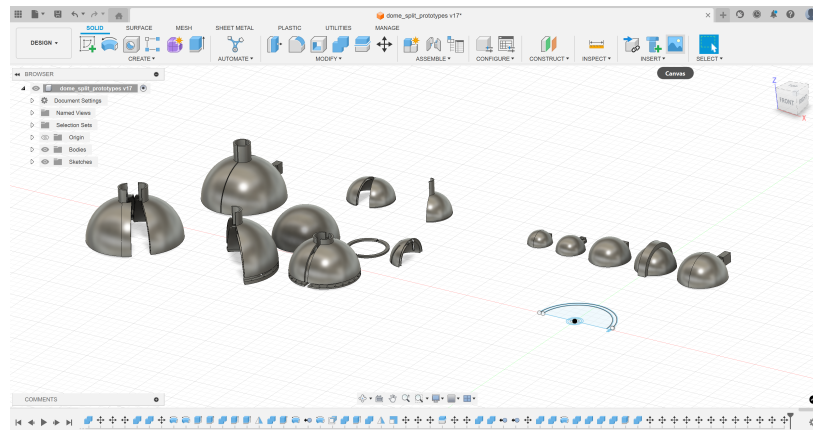 dome_split_prototypes v17*
SOLID SURFACE MESH SHEET METAL PLASTIC UTILITIES MANAGE
DESIGN
CREATE AUTOMATE MODIFY ASSEMBLE CONFIGURE CONSTRUCT INSPECT INSERT SELECT
BROWSER
Canvas
dome_split_prototypes v17
Document Settings
Named Views
Selection Sets
Origin
Bodies
Sketches
Z
FRONT
X
COMMENTS